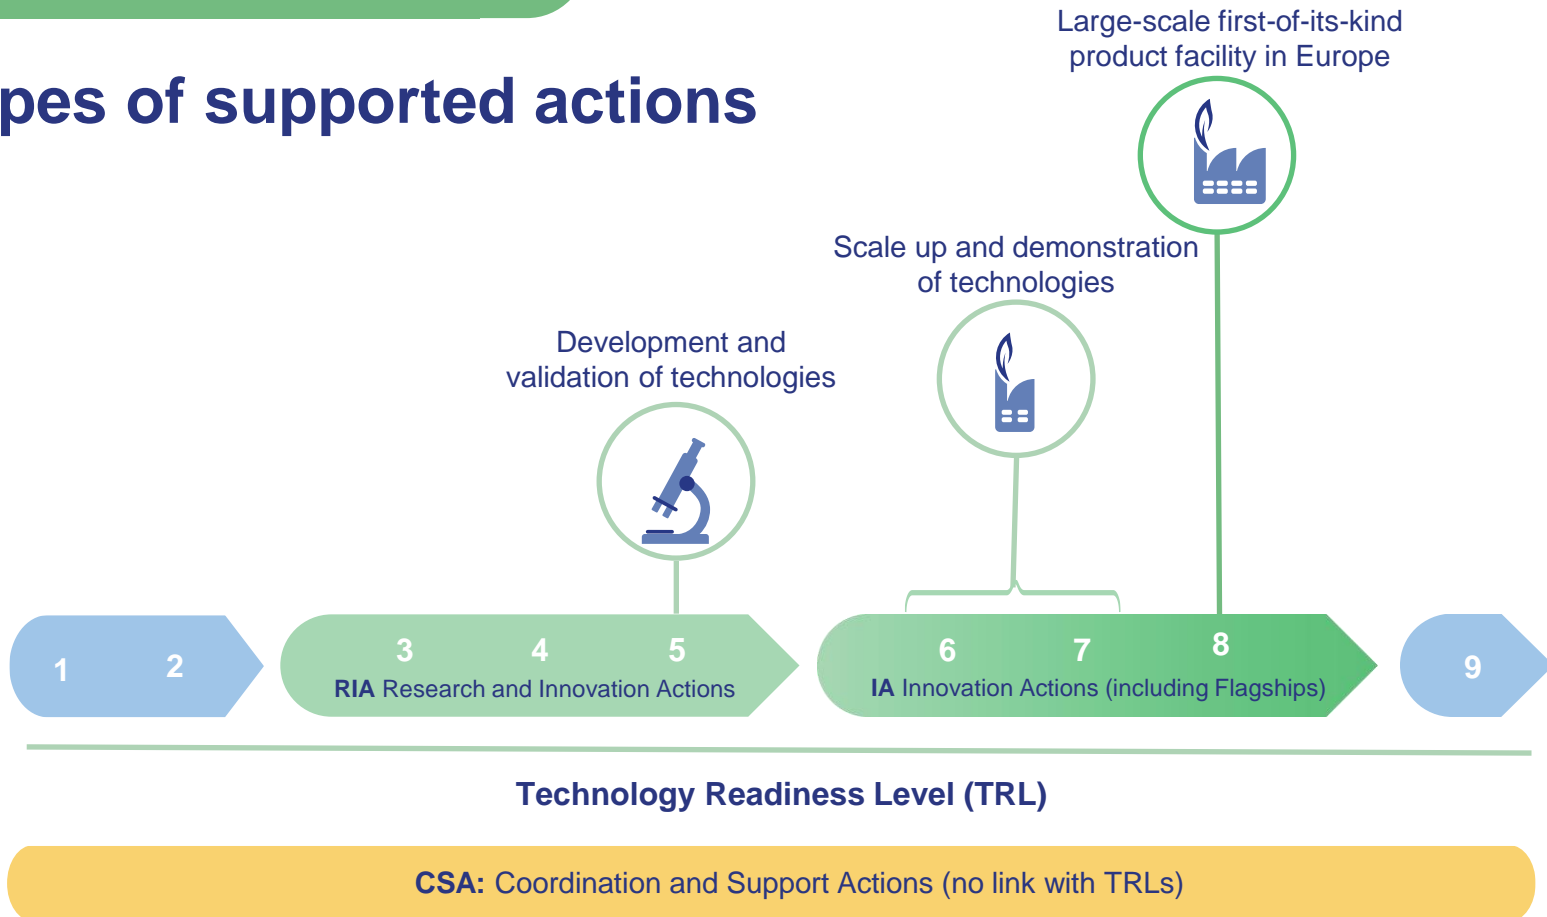 Large-scale first-of-its-kind
product facility in Europe
pes of supported actions
Scale up and demonstration
of technologies
Development and
validation of technologies
1 2 3 4 5 6 7 8 9
RIA Research and Innovation Actions
IA Innovation Actions (including Flagships)
Technology Readiness Level (TRL)
CSA: Coordination and Support Actions (no link with TRLs)